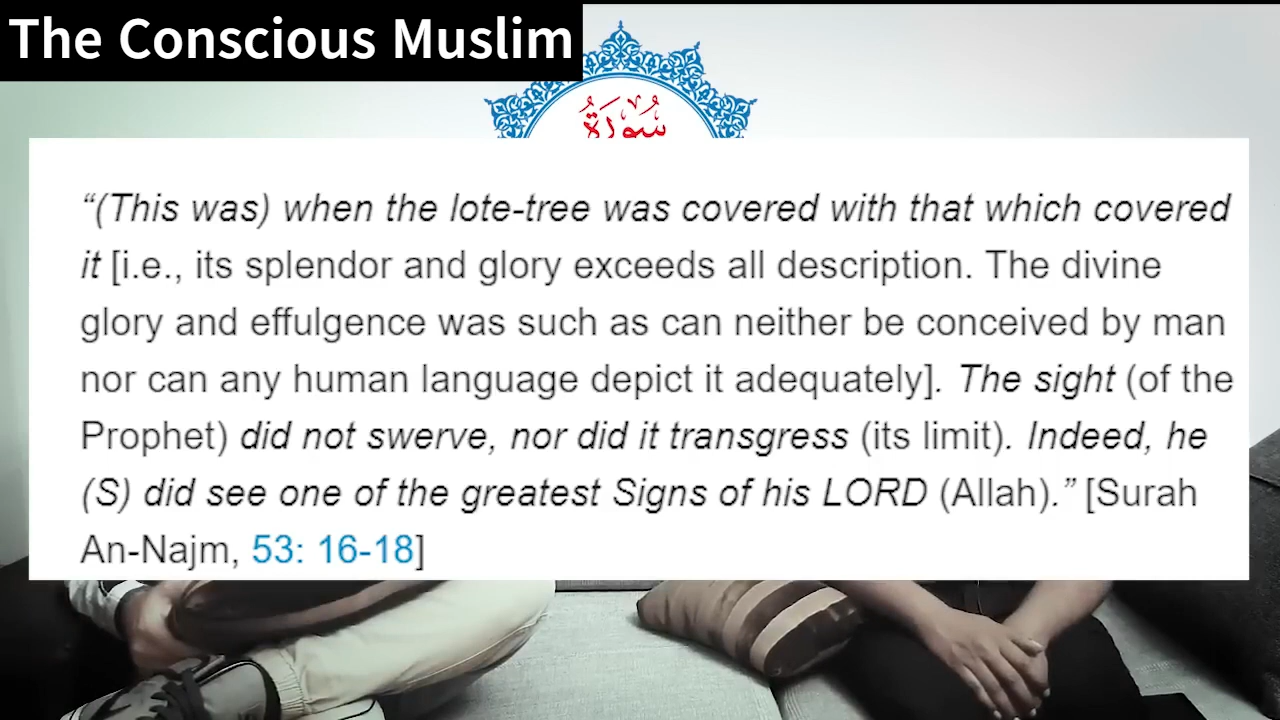 The Conscious Muslim
سُورَةُ
“(This was) when the lote-tree was covered with that which covered
it [i.e., its splendor and glory exceeds all description. The divine
glory and effulgence was such as can neither be conceived by man
nor can any human language depict it adequately]. The sight (of the
Prophet) did not swerve, nor did it transgress (its limit). Indeed, he
(S) did see one of the greatest Signs of his LORD (Allah).” [Surah
An-Najm, 53: 16-18]